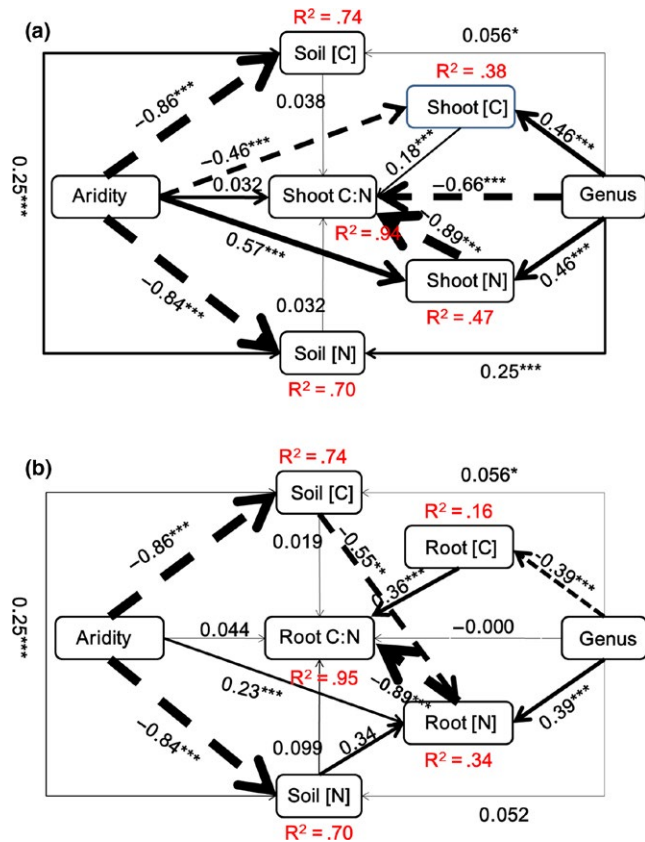 (a)
R² = .74
Soil [C]
0.056*
R² = .38
−0.86***
0.038
Shoot [C]
−0.46***
0.18***
0.46***
0.25***
Aridity
0.032
Shoot C:N
−0.66***
Genus
R² = .94
−0.89***
0.57***
Shoot [N]
0.46***
−0.84***
0.032
R² = .47
Soil [N]
0.25***
R² = .70
(b)
R² = .74
Soil [C]
0.056*
R² = .16
−0.86***
0.019
−0.55**
Root [C]
0.36***
−0.39***
0.25***
Aridity
0.044
Root C:N
−0.000
Genus
R² = .95
0.23***
−0.89***
Root [N]
0.39***
−0.84***
0.099
0.34
R² = .34
Soil [N]
0.052
R² = .70